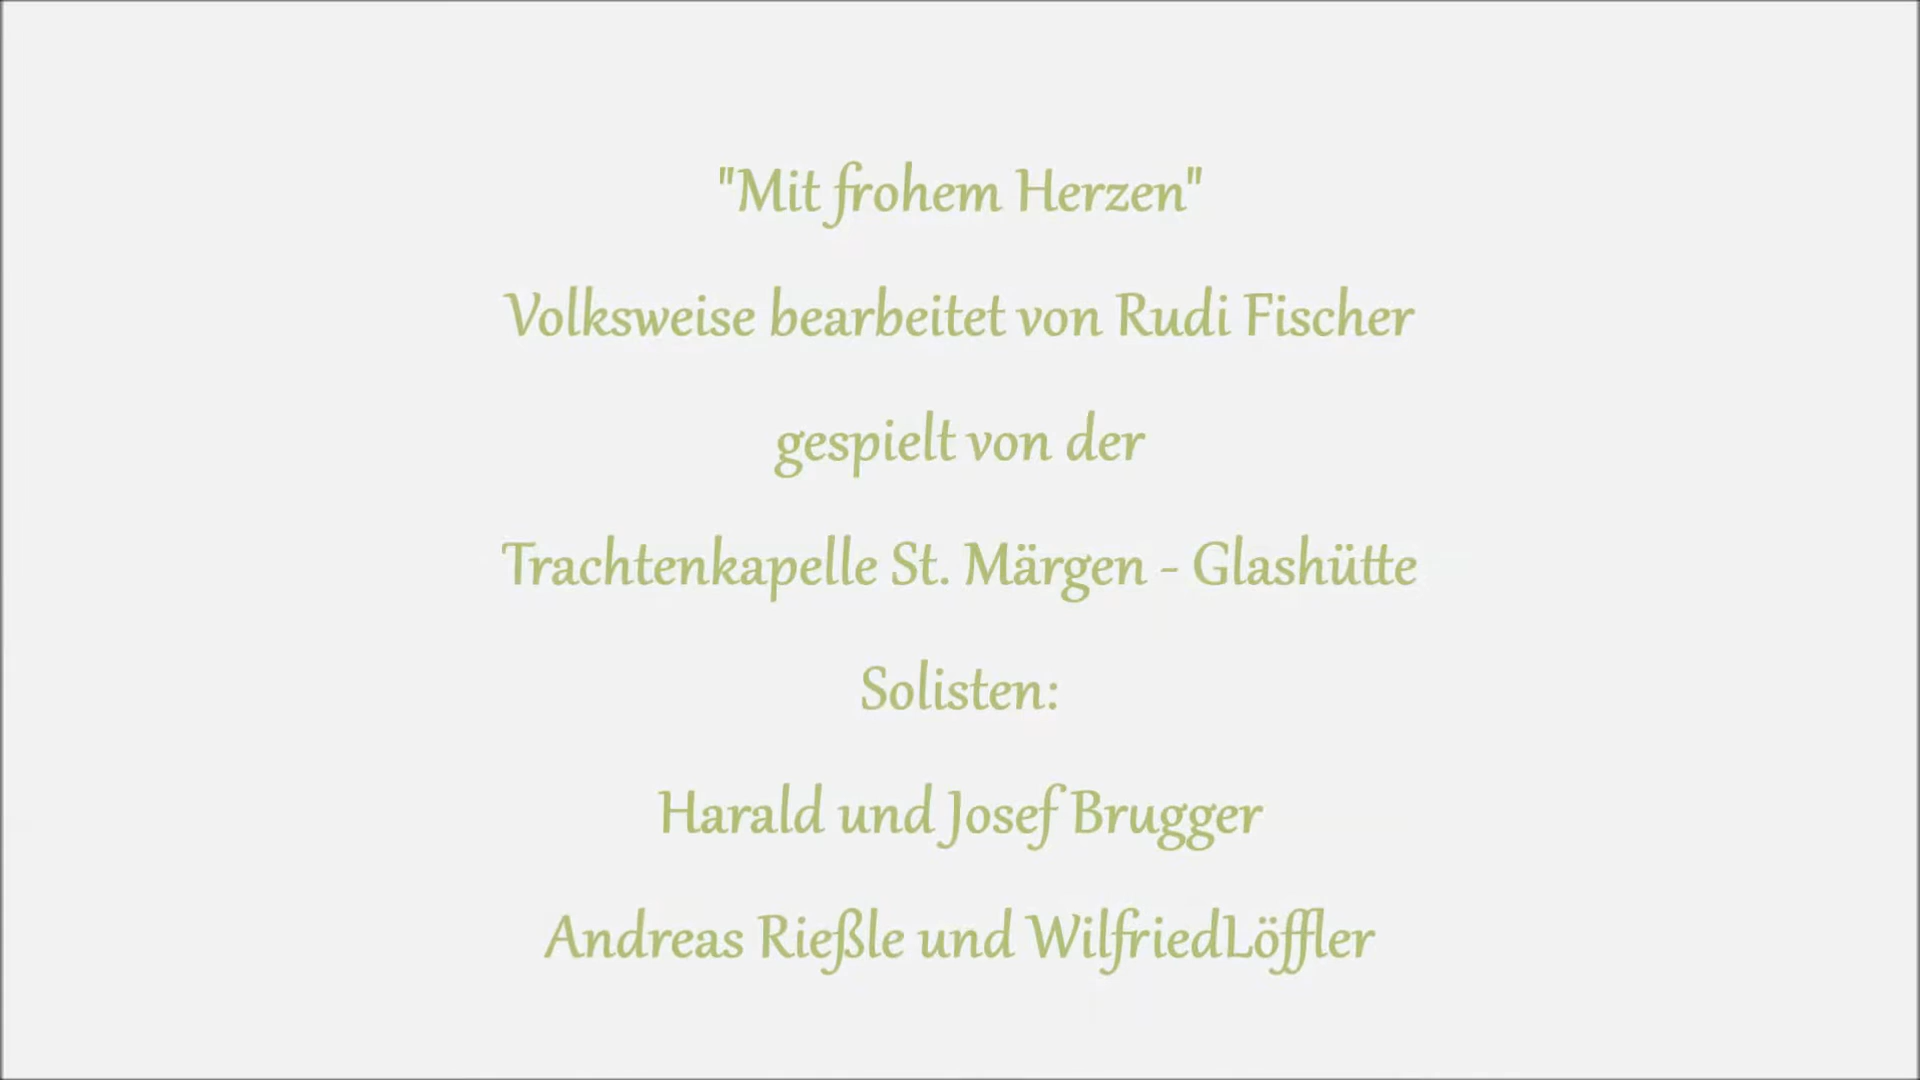 "Mit frohem Herzen"
Volksweise bearbeitet von Rudi Fischer
gespielt von der
Trachtenkapelle St. Märgen - Glashütte
Solisten:
Harald und Josef Brugger
Andreas Rießle und WilfriedLöffler